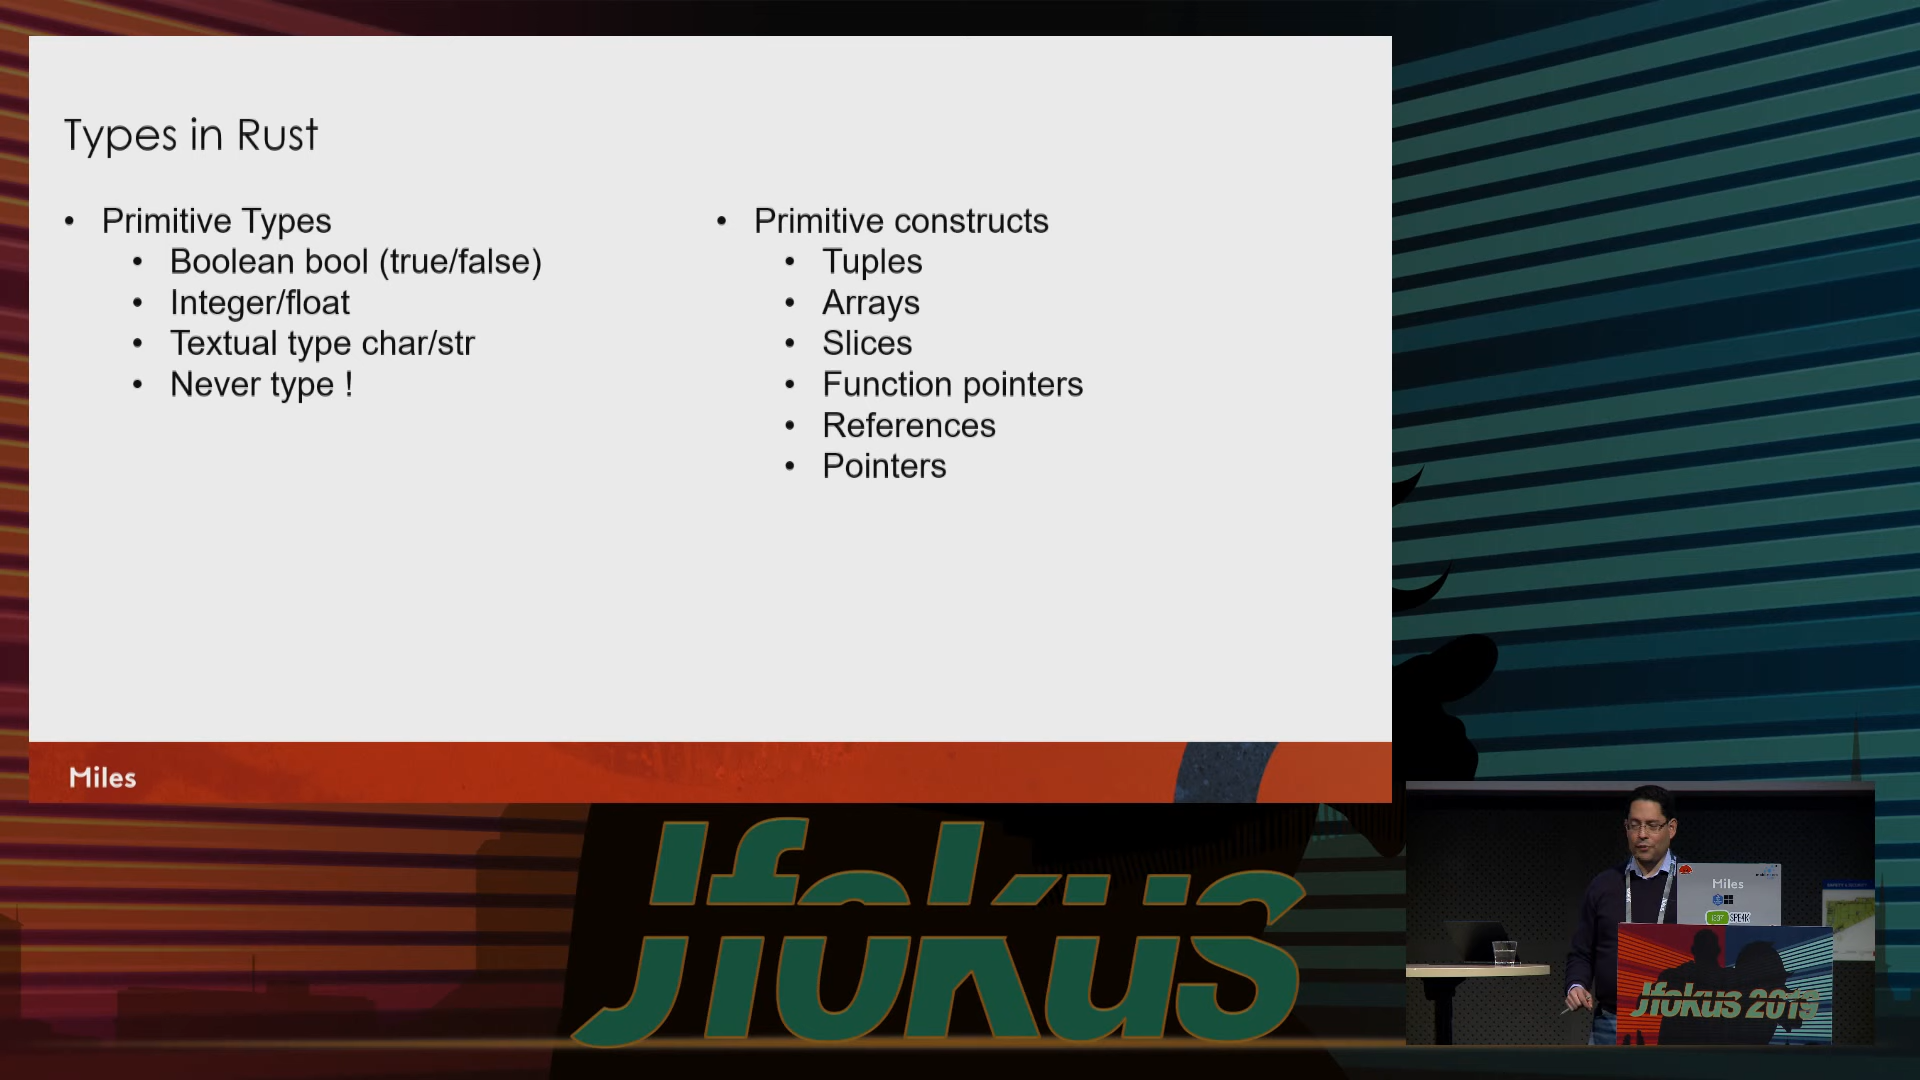 Types in Rust
• Primitive Types
• Boolean bool (true/false)
• Integer/float
• Textual type char/str
• Never type !
• Primitive constructs
• Tuples
• Arrays
• Slices
• Function pointers
• References
• Pointers
Miles
Jfokus
Miles
SPE4K
Jfokus 2019